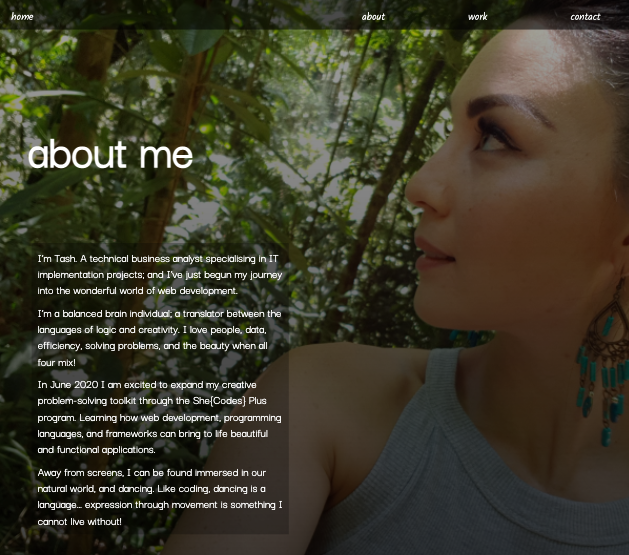 home about work contact
about me
I'm Tash. A technical business analyst specialising in IT
implementation projects; and I've just begun my journey
into the wonderful world of web development.
I'm a balanced brain individual; a translator between the
languages of logic and creativity. I love people, data,
efficiency, solving problems, and the beauty when all
four mix!
In June 2020 I am excited to expand my creative
problem-solving toolkit through the She{Codes} Plus
program. Learning how web development, programming
languages, and frameworks can bring to life beautiful
and functional applications.
Away from screens, I can be found immersed in our
natural world, and dancing. Like coding, dancing is a
language... expression through movement is something I
cannot live without!